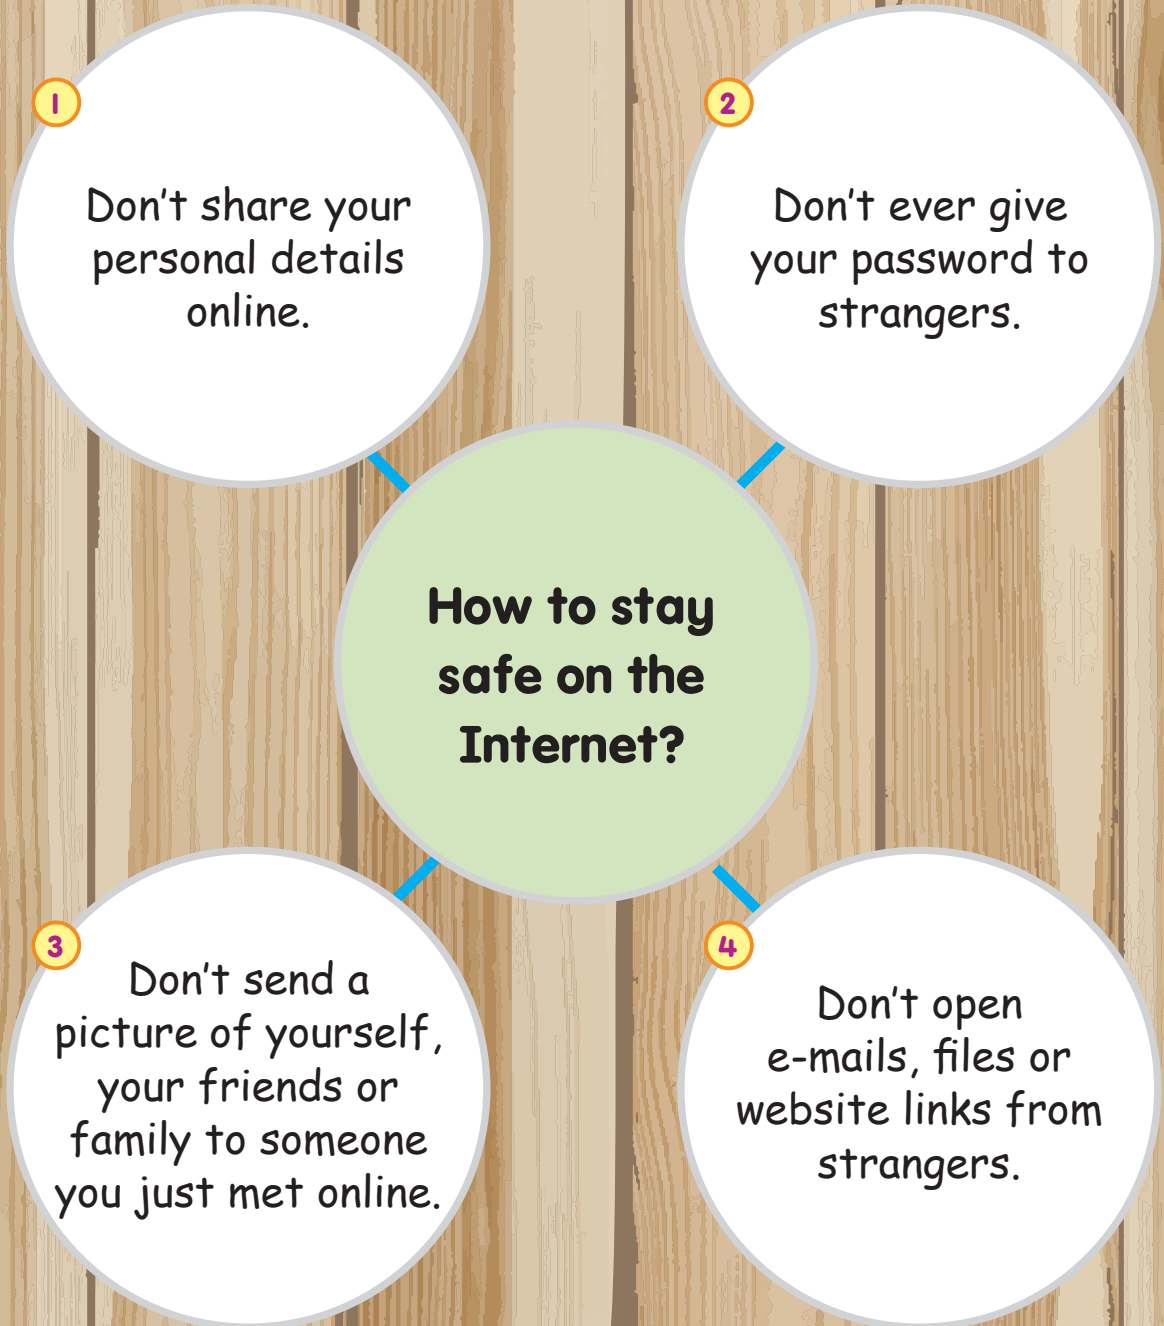 1
Don't share your
personal details
online.
2
Don't ever give
your password to
strangers.
How to stay
safe on the
Internet?
3
Don't send a
picture of yourself,
your friends or
family to someone
you just met online.
4
Don't open
e-mails, files or
website links from
strangers.